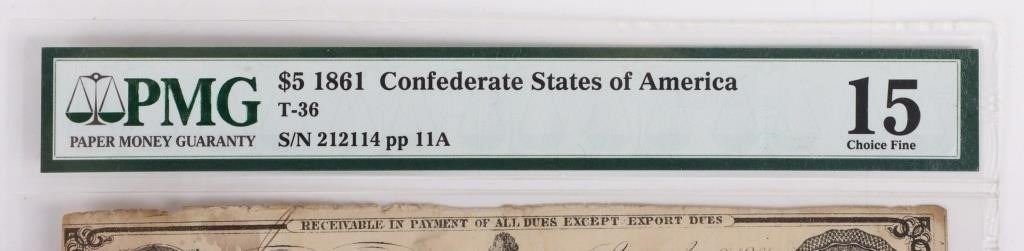 PMG
PAPER MONEY GUARANTY
$5 1861 Confederate States of America
T-36
S/N 212114 pp 11A
15
Choice Fine
RECEIVABLE IN PAYMENT OF ALL DUES EXCEPT EXPORT DUES